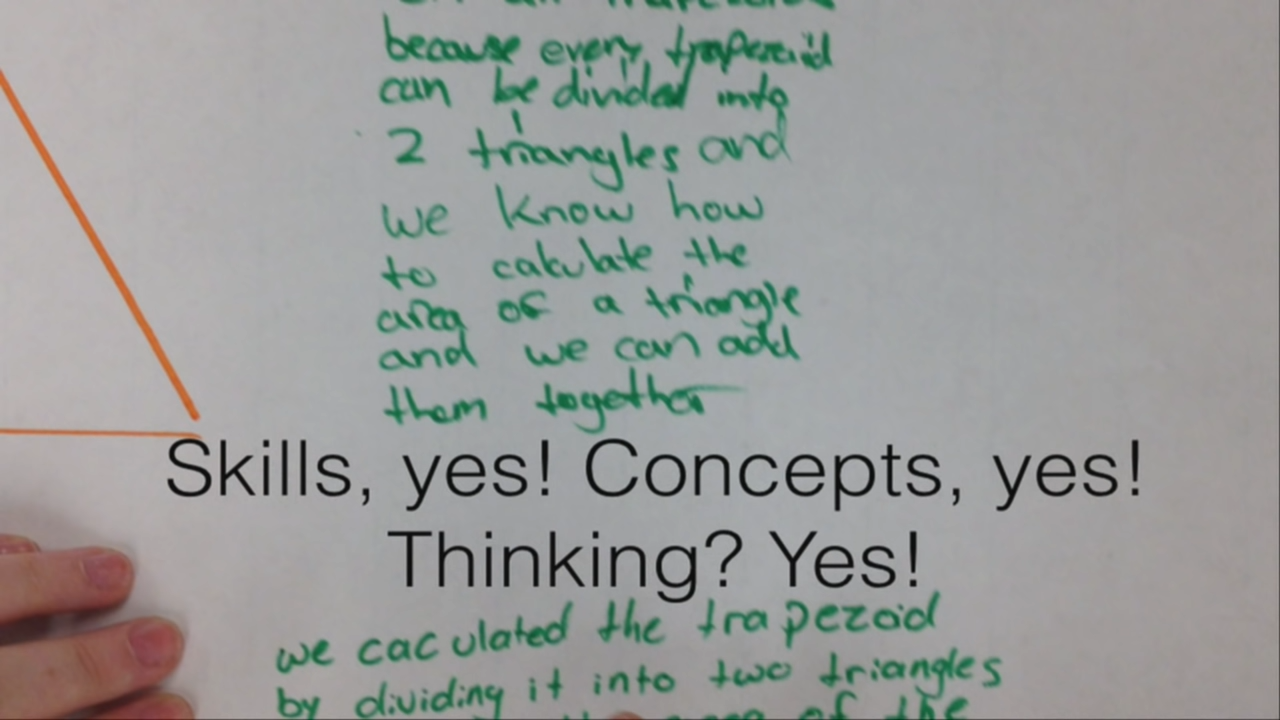 because every trapezoid
can be divided into
2 triangles and
we know how
to calculate the
area of a triangle
and we can add
them together
Skills, yes! Concepts, yes!
Thinking? Yes!
we caculated the trapezoid
by dividing it into two triangles
of the